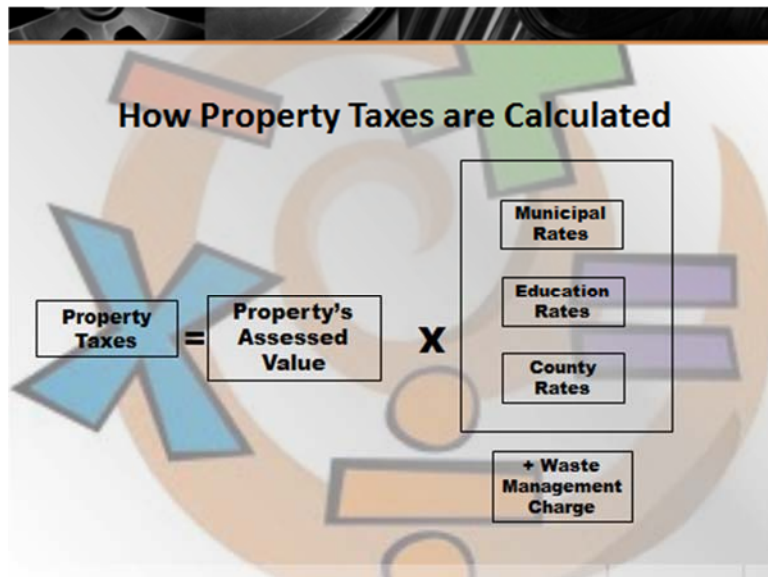 How Property Taxes are Calculated
Property
Taxes
=
Property's
Assessed
Value
X
Municipal
Rates
Education
Rates
County
Rates
+ Waste
Management
Charge